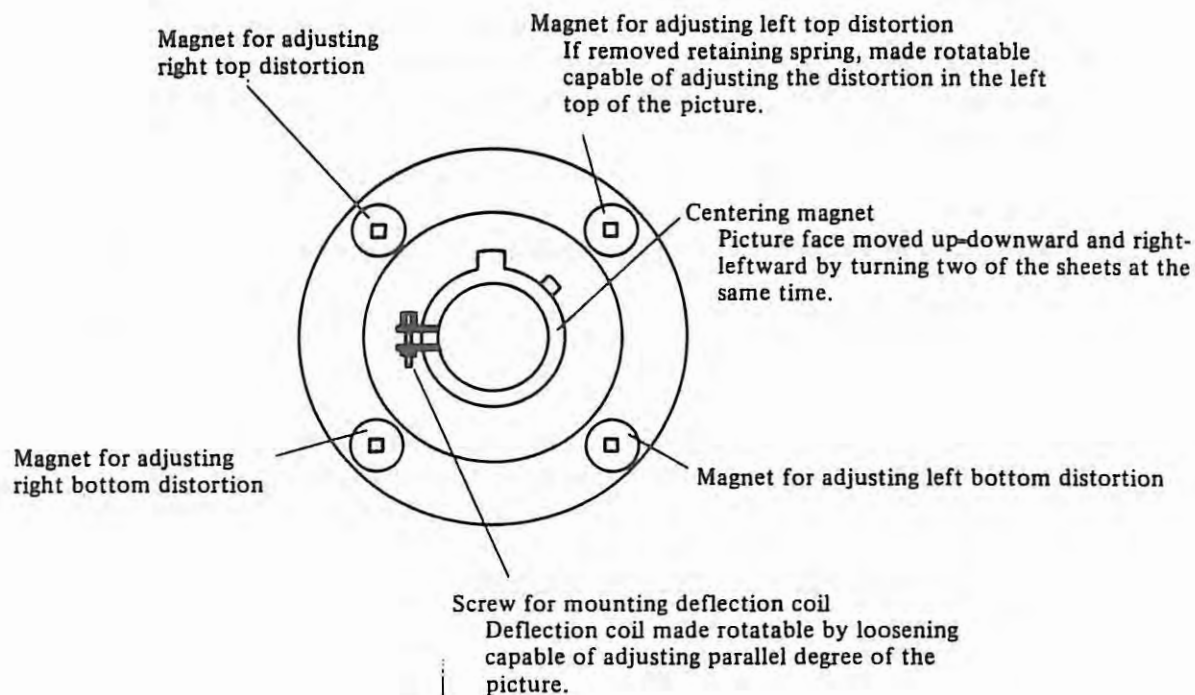 Magnet for adjusting
right top distortion
Magnet for adjusting left top distortion
If removed retaining spring, made rotatable
capable of adjusting the distortion in the left
top of the picture.
Centering magnet
Picture face moved up-downward and right-
leftward by turning two of the sheets at the
same time.
Magnet for adjusting
right bottom distortion
Magnet for adjusting left bottom distortion
Screw for mounting deflection coil
Deflection coil made rotatable by loosening
capable of adjusting parallel degree of the
picture.